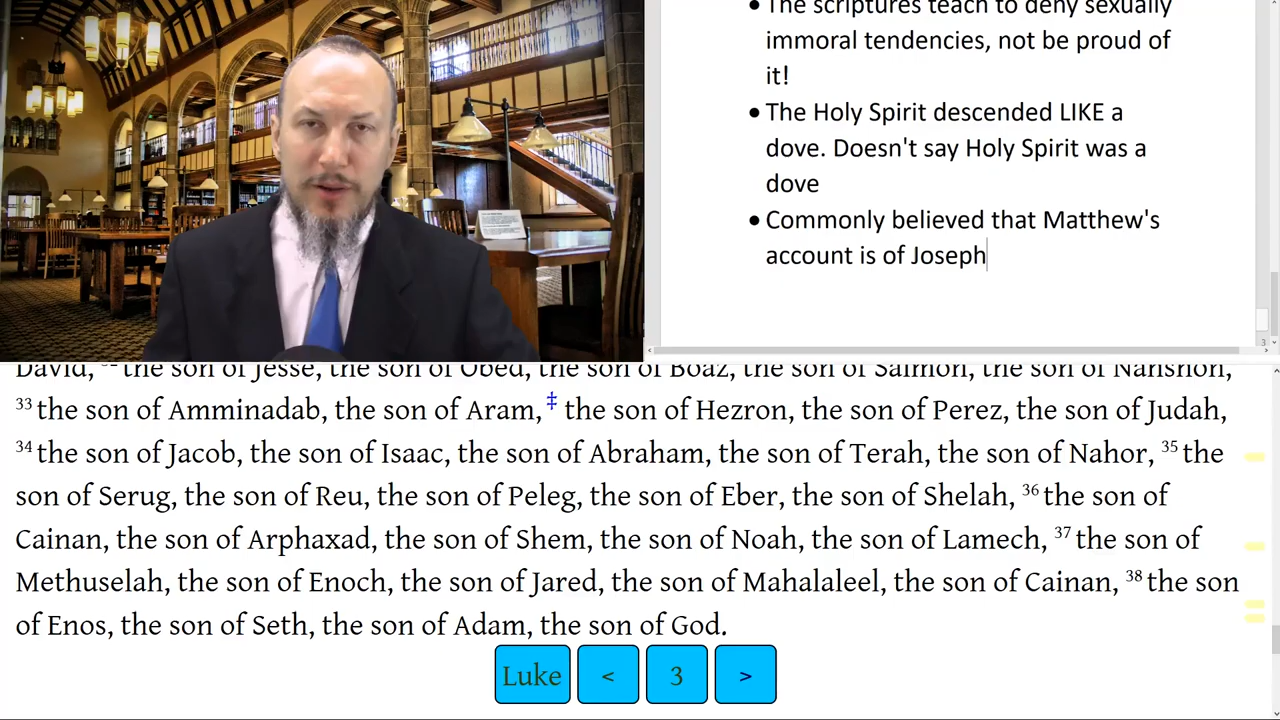 • The scriptures teach to deny sexually
immoral tendencies, not be proud of
it!
• The Holy Spirit descended LIKE a
dove. Doesn't say Holy Spirit was a
dove
• Commonly believed that Matthew's
account is of Joseph
3
David, 32 the son of Jesse, the son of Obed, the son of Boaz, the son of Salmon, the son of Nahshon,
33 the son of Amminadab, the son of Aram,‡ the son of Hezron, the son of Perez, the son of Judah,
34 the son of Jacob, the son of Isaac, the son of Abraham, the son of Terah, the son of Nahor, 35 the
son of Serug, the son of Reu, the son of Peleg, the son of Eber, the son of Shelah, 36 the son of
Cainan, the son of Arphaxad, the son of Shem, the son of Noah, the son of Lamech, 37 the son of
Methuselah, the son of Enoch, the son of Jared, the son of Mahalaleel, the son of Cainan, 38 the son
of Enos, the son of Seth, the son of Adam, the son of God.
Luke < 3 >